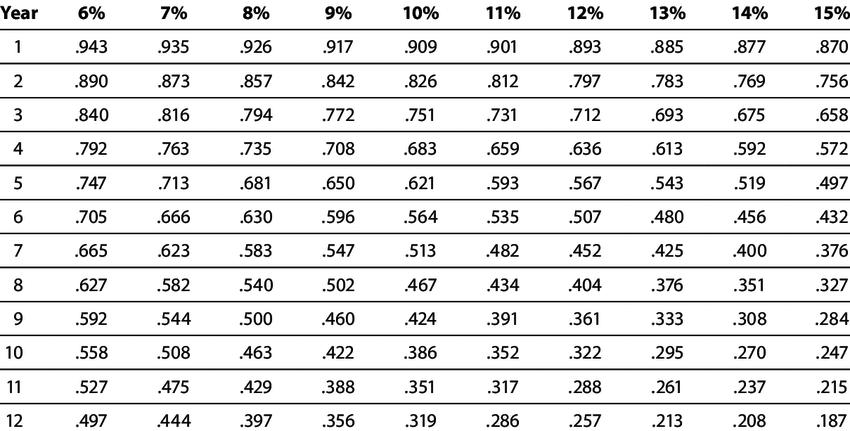 Year 6% 7% 8% 9% 10% 11% 12% 13% 14% 15%
1 .943 .935 .926 .917 .909 .901 .893 .885 .877 .870
2 .890 .873 .857 .842 .826 .812 .797 .783 .769 .756
3 .840 .816 .794 .772 .751 .731 .712 .693 .675 .658
4 .792 .763 .735 .708 .683 .659 .636 .613 .592 .572
5 .747 .713 .681 .650 .621 .593 .567 .543 .519 .497
6 .705 .666 .630 .596 .564 .535 .507 .480 .456 .432
7 .665 .623 .583 .547 .513 .482 .452 .425 .400 .376
8 .627 .582 .540 .502 .467 .434 .404 .376 .351 .327
9 .592 .544 .500 .460 .424 .391 .361 .333 .308 .284
10 .558 .508 .463 .422 .386 .352 .322 .295 .270 .247
11 .527 .475 .429 .388 .351 .317 .288 .261 .237 .215
12 .497 .444 .397 .356 .319 .286 .257 .213 .208 .187